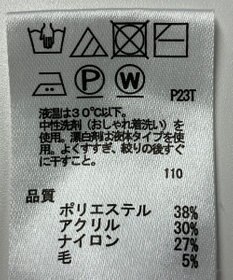 P W
P23T
液温は30℃以下。
中性洗剤(おしゃれ着洗い)を
使用。漂白剤は液体タイプを使
用。よくすすぎ、絞りの後すぐ
に干すこと。
110
品質
ポリエステル 38%
アクリル 30%
ナイロン 27%
毛 5%